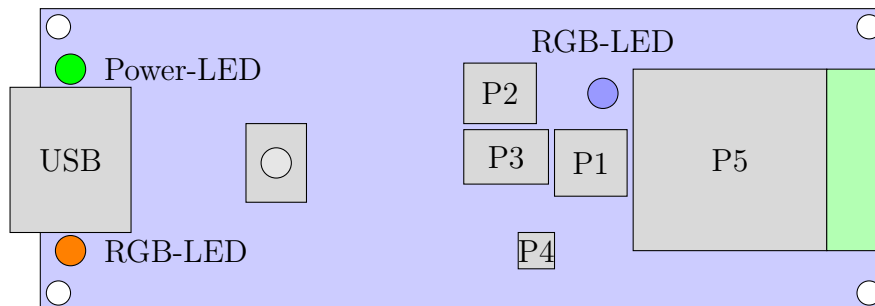 RGB-LED
Power-LED
P2
USB
P3
P1
P5
RGB-LED
P4